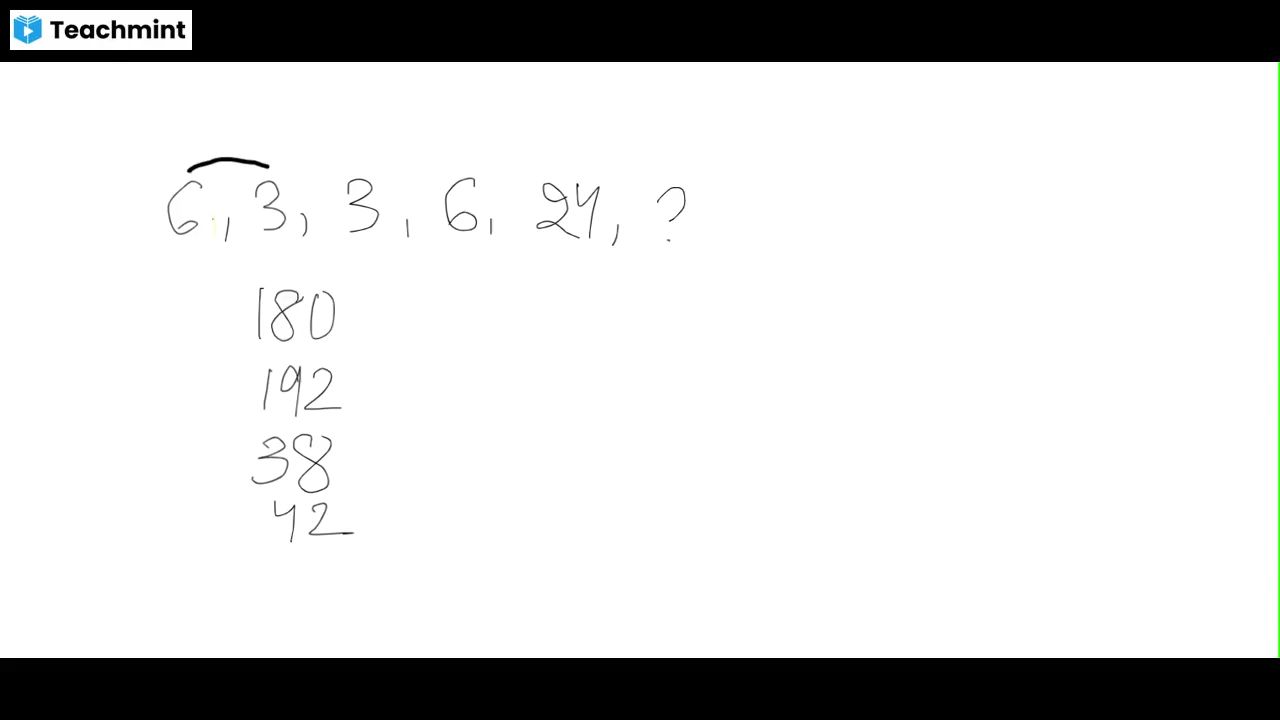 Teachmint
6, 3, 3, 6, 24, ?
180
192
38
42